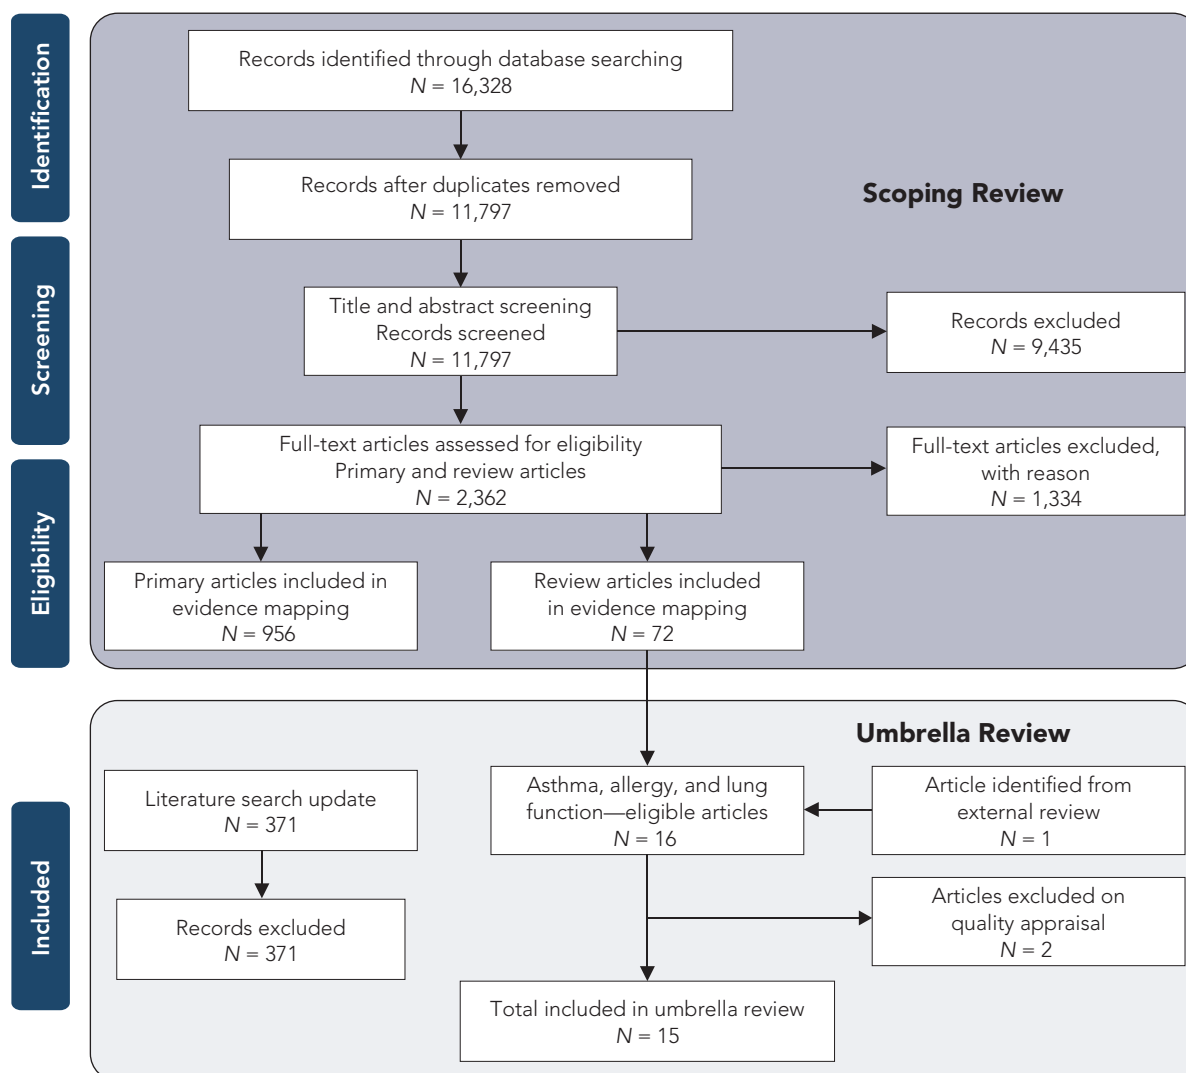 Identification
Records identified through database searching
N = 16,328
Records after duplicates removed
N = 11,797
Scoping Review
Screening
Title and abstract screening
Records screened
N = 11,797
Records excluded
N = 9,435
Eligibility
Full-text articles assessed for eligibility
Primary and review articles
N = 2,362
Full-text articles excluded,
with reason
N = 1,334
Primary articles included in
evidence mapping
N = 956
Review articles included
in evidence mapping
N = 72
Umbrella Review
Included
Literature search update
N = 371
Asthma, allergy, and lung
function—eligible articles
N = 16
Article identified from
external review
N = 1
Records excluded
N = 371
Articles excluded on
quality appraisal
N = 2
Total included in umbrella review
N = 15